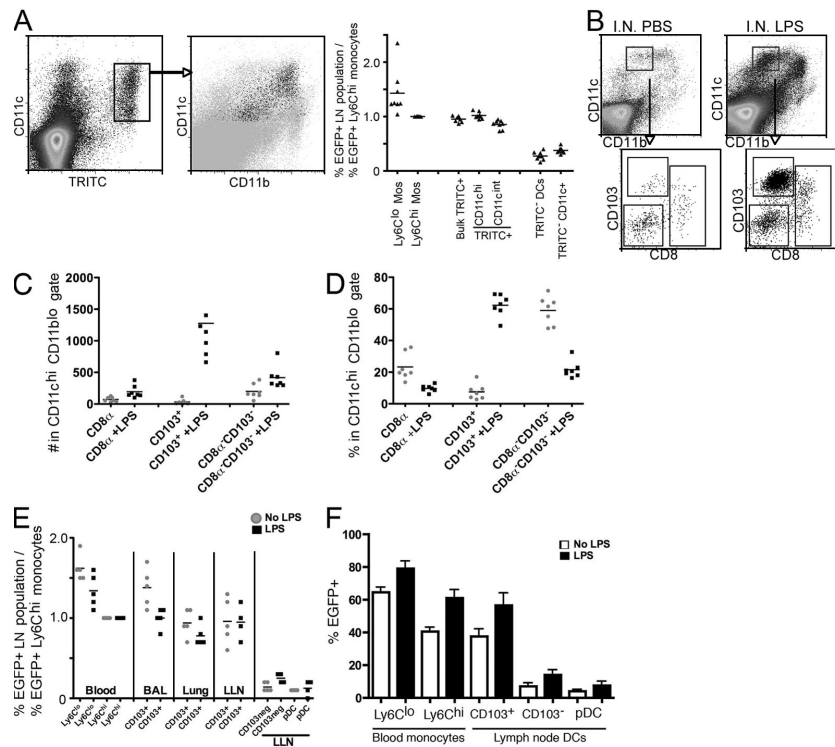 A
CD11c
TRITC
CD11c
CD11b
% EGFP+ LN population /
% EGFP+ Ly6Chi Mos
2.0
1.0
0
Ly6Clo Mos
Ly6Chi Mos
Bulk TRITC+
CD11chi
CD11cint
TRITC+
TRITC- DCs
TRITC- CD11c+
B
I.N. PBS
I.N. LPS
CD11c
CD11b
CD11c
CD11b
CD103
CD8
CD103
CD8
C
#in CD11chi CD11blo gate
2000
1500
1000
500
0
CD8α
CD8α +LPS
CD103+
CD103+ +LPS
CD8α-CD103-
CD8α-CD103- +LPS
D
% in CD11chi CD11blo gate
80
60
40
20
0
CD8α
CD8α +LPS
CD103+
CD103+ +LPS
CD8α-CD103-
CD8α-CD103- +LPS
E
No LPS
LPS
% EGFP+ LN population /
% EGFP+ Ly6Chi monocytes
2.0
1.0
0
Blood
BAL
Lung
LLN
Ly6Clo
Ly6Clo
Ly6Chi
Ly6Chi
CD103+
CD103+
CD103+
CD103+
CD103+
CD103+
CD103neg
CD103neg
pDC
pDC
LLN
F
No LPS
LPS
% EGFP+
100
80
60
40
20
0
Ly6Clo
Ly6Chi
CD103+
CD103-
pDC
Blood monocytes
Lymph node DCs